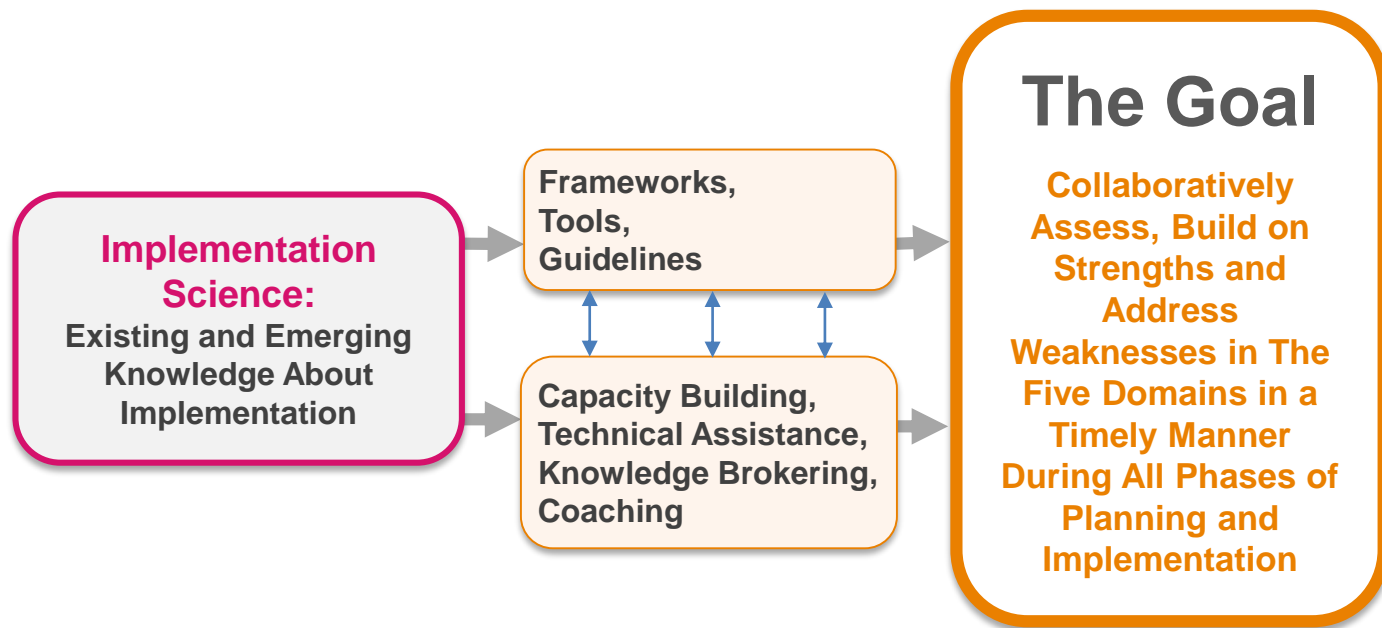 Implementation
Science:
Existing and Emerging
Knowledge About
Implementation
Frameworks,
Tools,
Guidelines
Capacity Building,
Technical Assistance,
Knowledge Brokering,
Coaching
The Goal
Collaboratively
Assess, Build on
Strengths and
Address
Weaknesses in The
Five Domains in a
Timely Manner
During All Phases of
Planning and
Implementation